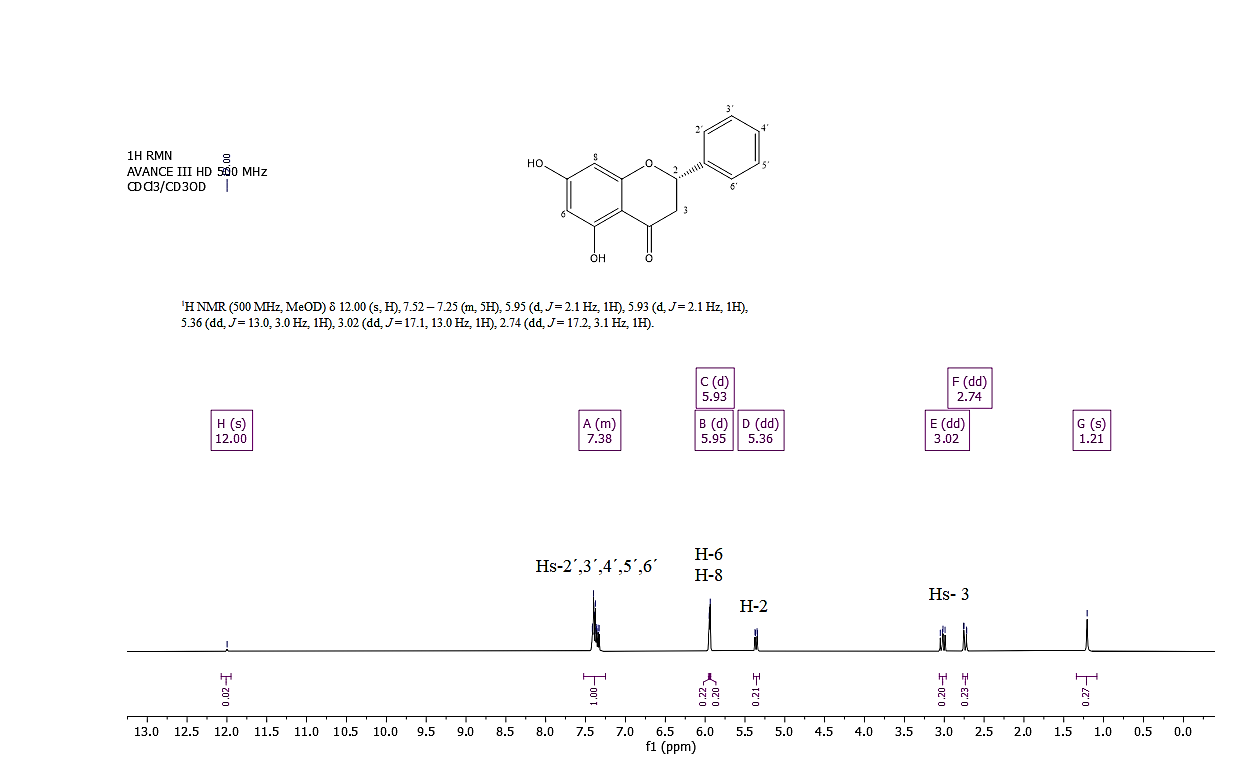 1H RMN
AVANCE III HD 500 MHz
CDCl3/CD3OD
12.00
3´
2´
4´
5´
6´
HO
8
O
2
6
3
OH
O
¹H NMR (500 MHz, MeOD) δ 12.00 (s, H), 7.52 – 7.25 (m, 5H), 5.95 (d, J = 2.1 Hz, 1H), 5.93 (d, J = 2.1 Hz, 1H),
5.36 (dd, J = 13.0, 3.0 Hz, 1H), 3.02 (dd, J = 17.1, 13.0 Hz, 1H), 2.74 (dd, J = 17.2, 3.1 Hz, 1H).
C (d)
5.93
F (dd)
2.74
H (s)
12.00
A (m)
7.38
B (d)
5.95
D (dd)
5.36
E (dd)
3.02
G (s)
1.21
Hs-2´,3´,4´,5´,6´
H-6
H-8
H-2
Hs- 3
0.02
1.00
0.22
0.20
0.21
0.20
0.23
0.27
13.0 12.5 12.0 11.5 11.0 10.5 10.0 9.5 9.0 8.5 8.0 7.5 7.0 6.5 6.0 5.5 5.0 4.5 4.0 3.5 3.0 2.5 2.0 1.5 1.0 0.5 0.0
f1 (ppm)